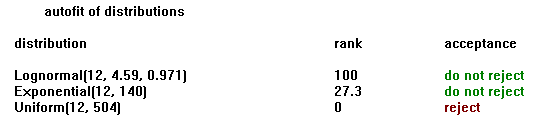 autofit of distributions
distribution rank acceptance
Lognormal(12, 4.59, 0.971) 100 do not reject
Exponential(12, 140) 27.3 do not reject
Uniform(12, 504) 0 reject